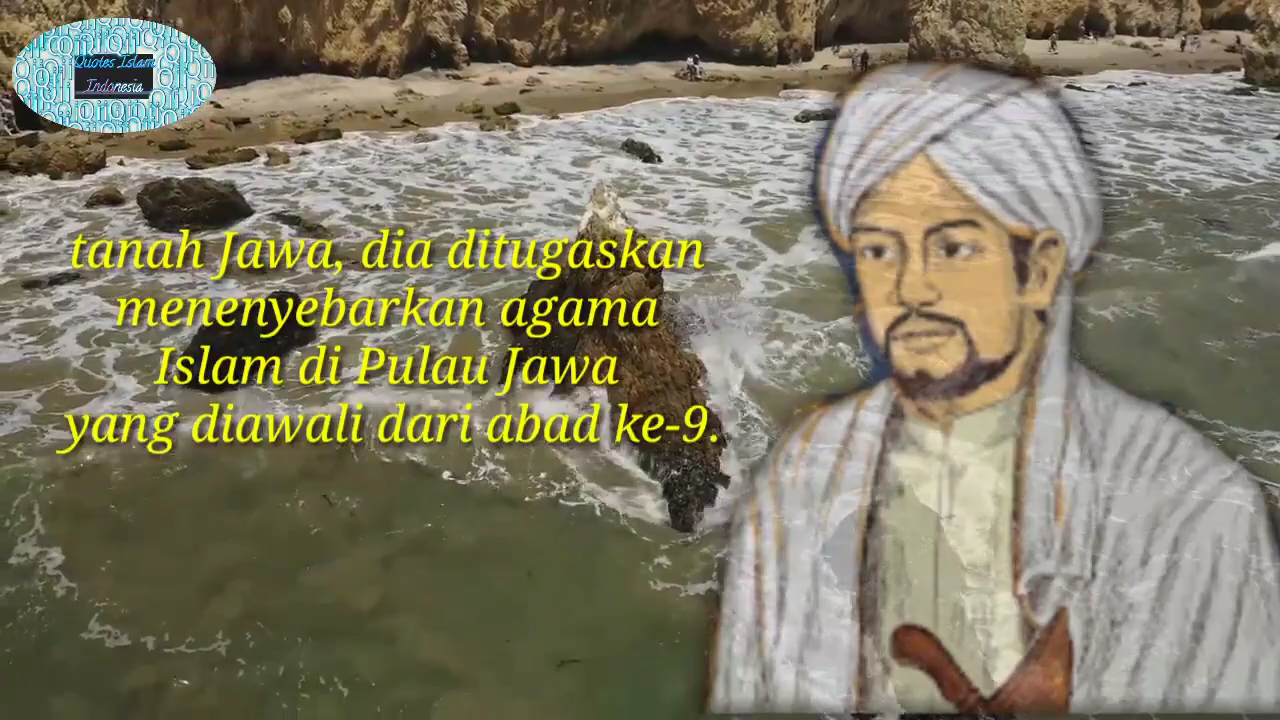 Quotes Islam
Indonesia
tanah Jawa, dia ditugaskan
menenyebarkan agama
Islam di Pulau Jawa
yang diawali dari abad ke-9.